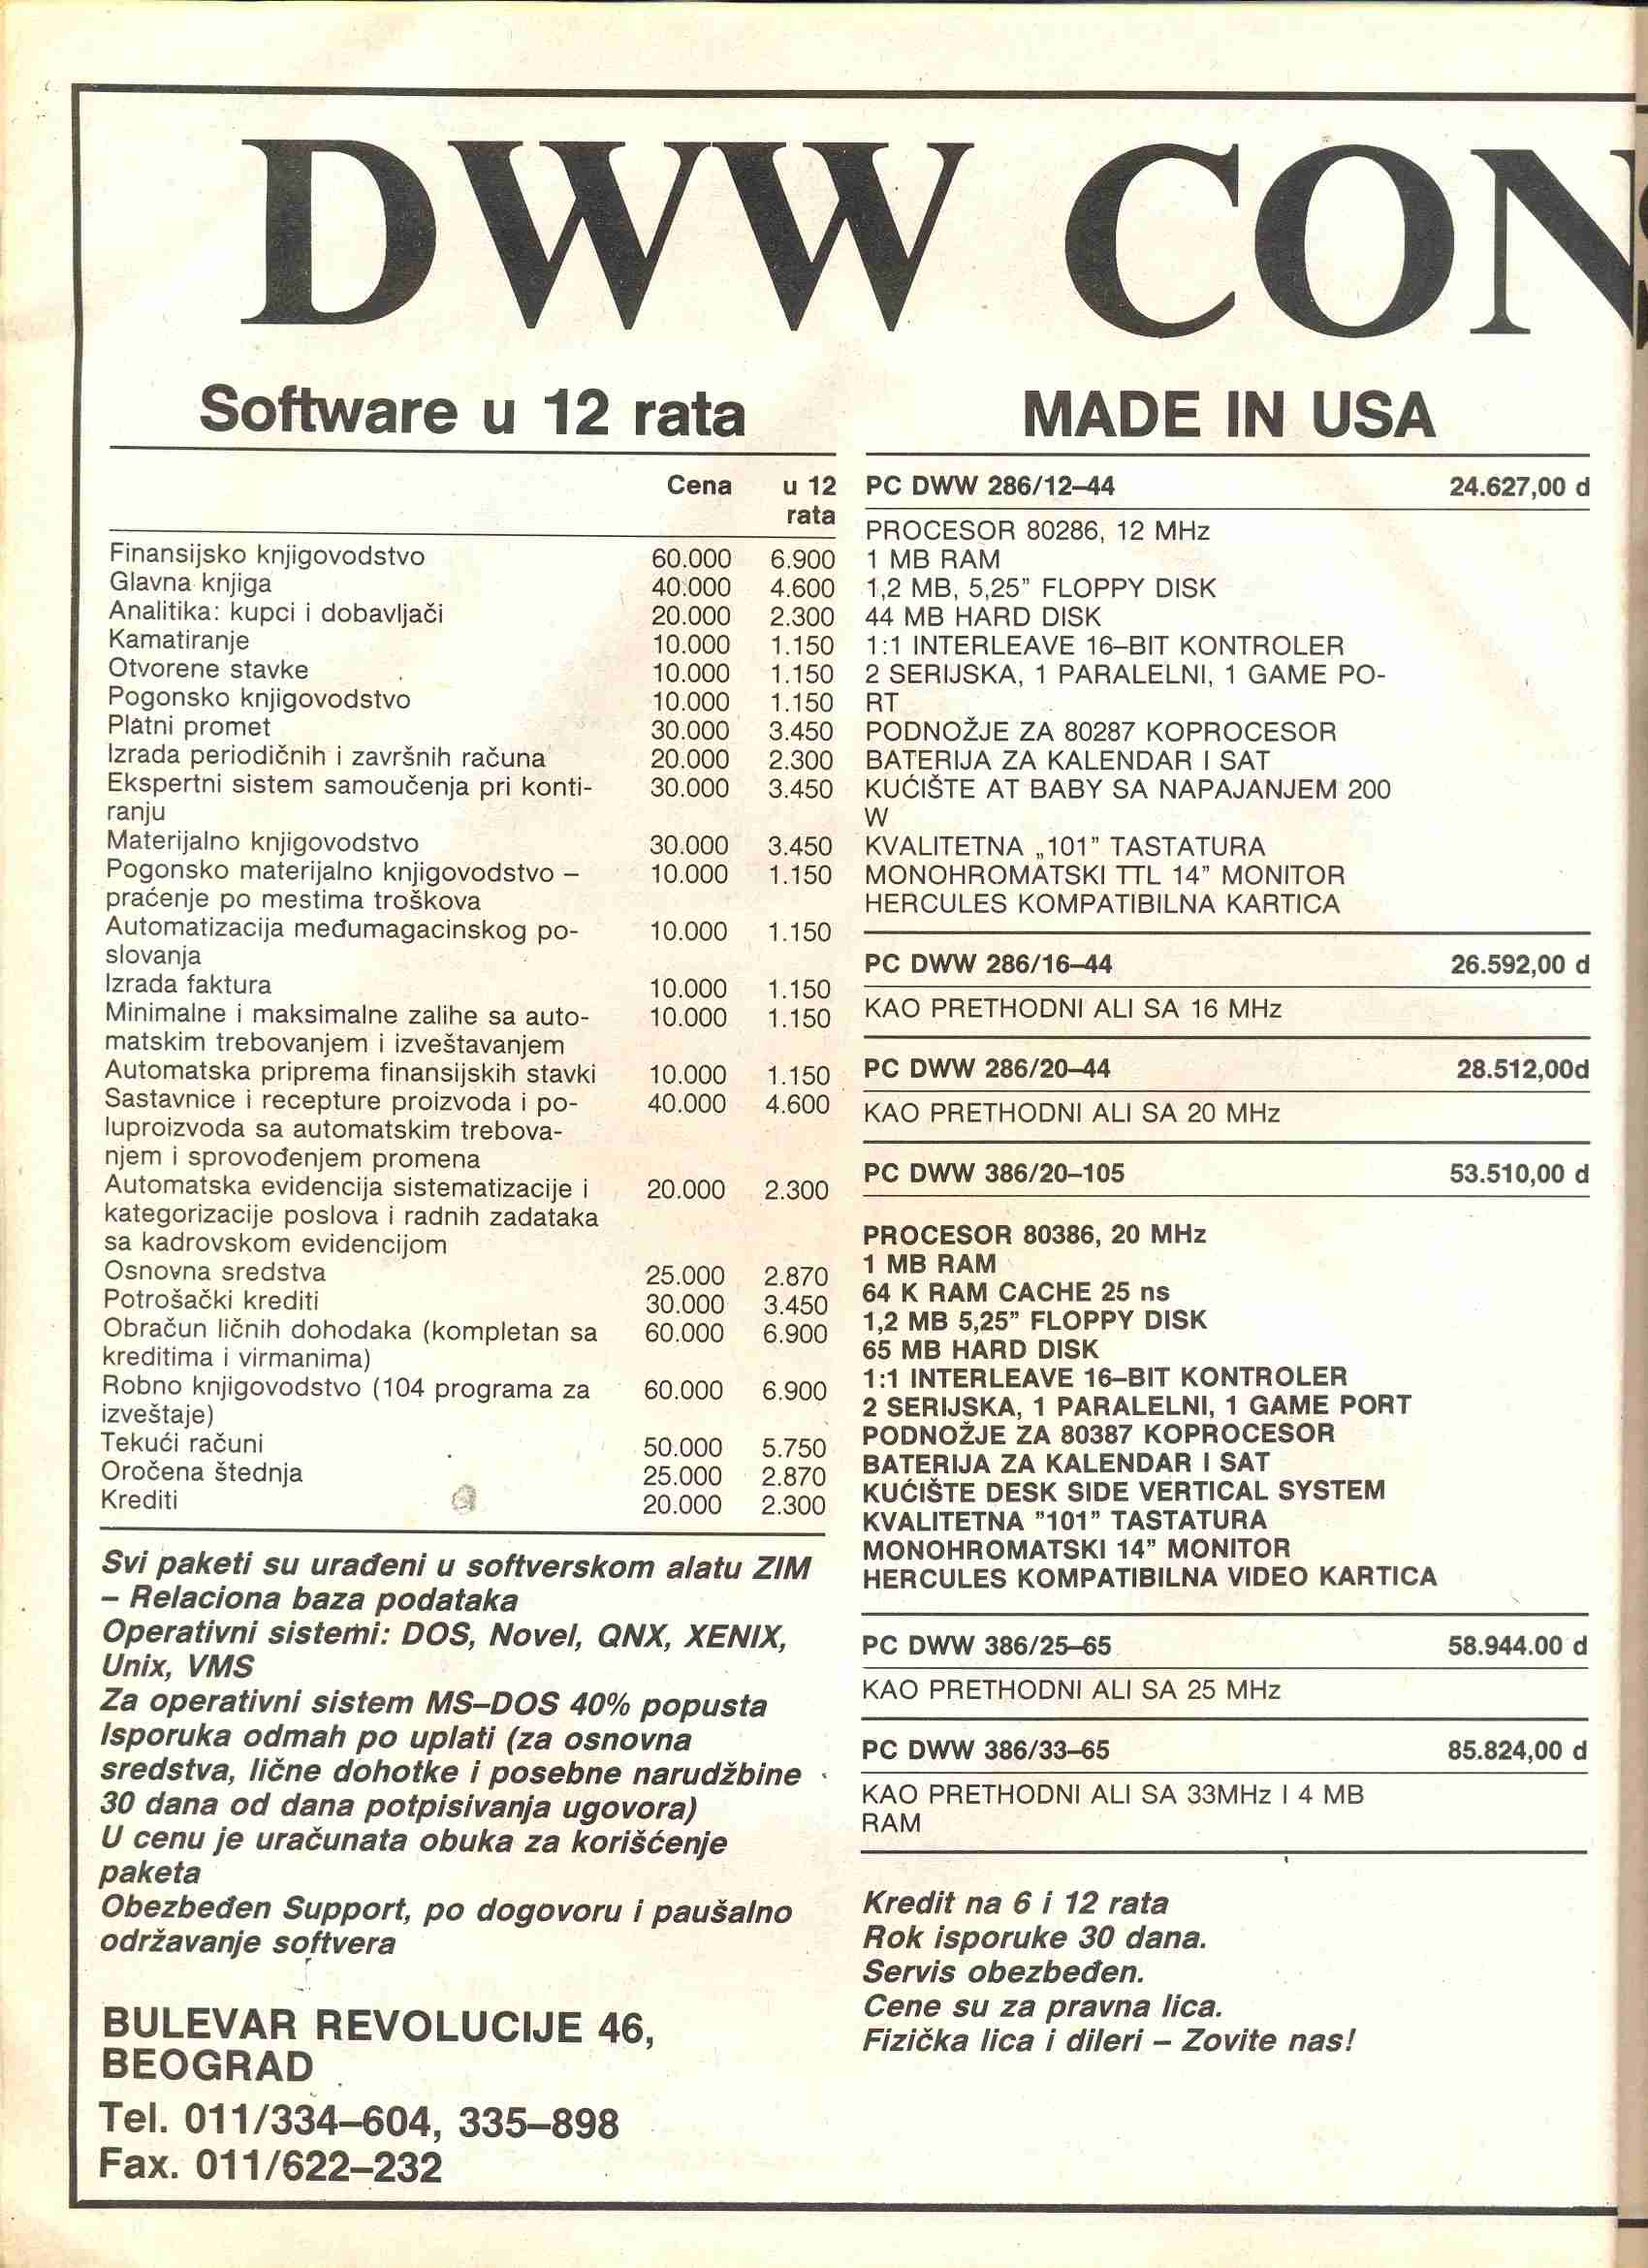 DWW CON
Software u 12 rata
Cena u 12
rata
Finansijsko knjigovodstvo 60.000 6.900
Glavna knjiga 40.000 4.600
Analitika: kupci i dobavljači 20.000 2.300
Kamatiranje 10.000 1.150
Otvorene stavke 10.000 1.150
Pogonsko knjigovodstvo 10.000 1.150
Platni promet 30.000 3.450
Izrada periodičnih i završnih računa 20.000 2.300
Ekspertni sistem samoučenja pri konti- 30.000 3.450
ranju
Materijalno knjigovodstvo 30.000 3.450
Pogonsko materijalno knjigovodstvo – 10.000 1.150
praćenje po mestima troškova
Automatizacija međumagacinskog po- 10.000 1.150
slovanja
Izrada faktura 10.000 1.150
Minimalne i maksimalne zalihe sa auto- 10.000 1.150
matskim trebovanjem i izveštavanjem
Automatska priprema finansijskih stavki 10.000 1.150
Sastavnice i recepture proizvoda i po- 40.000 4.600
luproizvoda sa automatskim trebova-
njem i sprovođenjem promena
Automatska evidencija sistematizacije i 20.000 2.300
kategorizacije poslova i radnih zadataka
sa kadrovskom evidencijom
Osnovna sredstva 25.000 2.870
Potrošački krediti 30.000 3.450
Obračun ličnih dohodaka (kompletan sa 60.000 6.900
kreditima i virmanima)
Robno knjigovodstvo (104 programa za 60.000 6.900
izveštaje)
Tekući računi 50.000 5.750
Oročena štednja 25.000 2.870
Krediti 20.000 2.300
Svi paketi su urađeni u softverskom alatu ZIM
– Relaciona baza podataka
Operativni sistemi: DOS, Novel, QNX, XENIX,
Unix, VMS
Za operativni sistem MS–DOS 40% popusta
Isporuka odmah po uplati (za osnovna
sredstva, lične dohotke i posebne narudžbine
30 dana od dana potpisivanja ugovora)
U cenu je uračunata obuka za korišćenje
paketa
Obezbeđen Support, po dogovoru i paušalno
održavanje softvera
BULEVAR REVOLUCIJE 46,
BEOGRAD
Tel. 011/334–604, 335–898
Fax. 011/622–232
MADE IN USA
PC DWW 286/12–44 24.627,00 d
PROCESOR 80286, 12 MHz
1 MB RAM
1,2 MB, 5,25” FLOPPY DISK
44 MB HARD DISK
1:1 INTERLEAVE 16–BIT KONTROLER
2 SERIJSKA, 1 PARALELNI, 1 GAME PO-
RT
PODNOŽJE ZA 80287 KOPROCESOR
BATERIJA ZA KALENDAR I SAT
KUĆIŠTE AT BABY SA NAPAJANJEM 200
W
KVALITETNA „101” TASTATURA
MONOHROMATSKI TTL 14” MONITOR
HERCULES KOMPATIBILNA KARTICA
PC DWW 286/16–44 26.592,00 d
KAO PRETHODNI ALI SA 16 MHz
PC DWW 286/20–44 28.512,00d
KAO PRETHODNI ALI SA 20 MHz
PC DWW 386/20–105 53.510,00 d
PROCESOR 80386, 20 MHz
1 MB RAM
64 K RAM CACHE 25 ns
1,2 MB 5,25” FLOPPY DISK
65 MB HARD DISK
1:1 INTERLEAVE 16–BIT KONTROLER
2 SERIJSKA, 1 PARALELNI, 1 GAME PORT
PODNOŽJE ZA 80387 KOPROCESOR
BATERIJA ZA KALENDAR I SAT
KUĆIŠTE DESK SIDE VERTICAL SYSTEM
KVALITETNA ”101” TASTATURA
MONOHROMATSKI 14” MONITOR
HERCULES KOMPATIBILNA VIDEO KARTICA
PC DWW 386/25–65 58.944.00 d
KAO PRETHODNI ALI SA 25 MHz
PC DWW 386/33–65 85.824,00 d
KAO PRETHODNI ALI SA 33MHz I 4 MB
RAM
Kredit na 6 i 12 rata
Rok isporuke 30 dana.
Servis obezbeđen.
Cene su za pravna lica.
Fizička lica i dileri – Zovite nas!